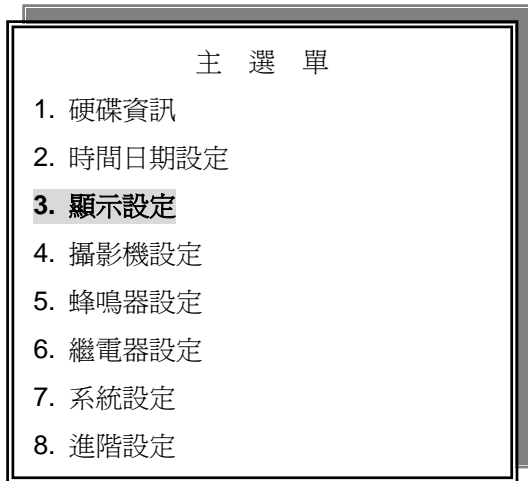 主 選 單
1. 硬碟資訊
2. 時間日期設定
3. 顯示設定
4. 攝影機設定
5. 蜂鳴器設定
6. 繼電器設定
7. 系統設定
8. 進階設定